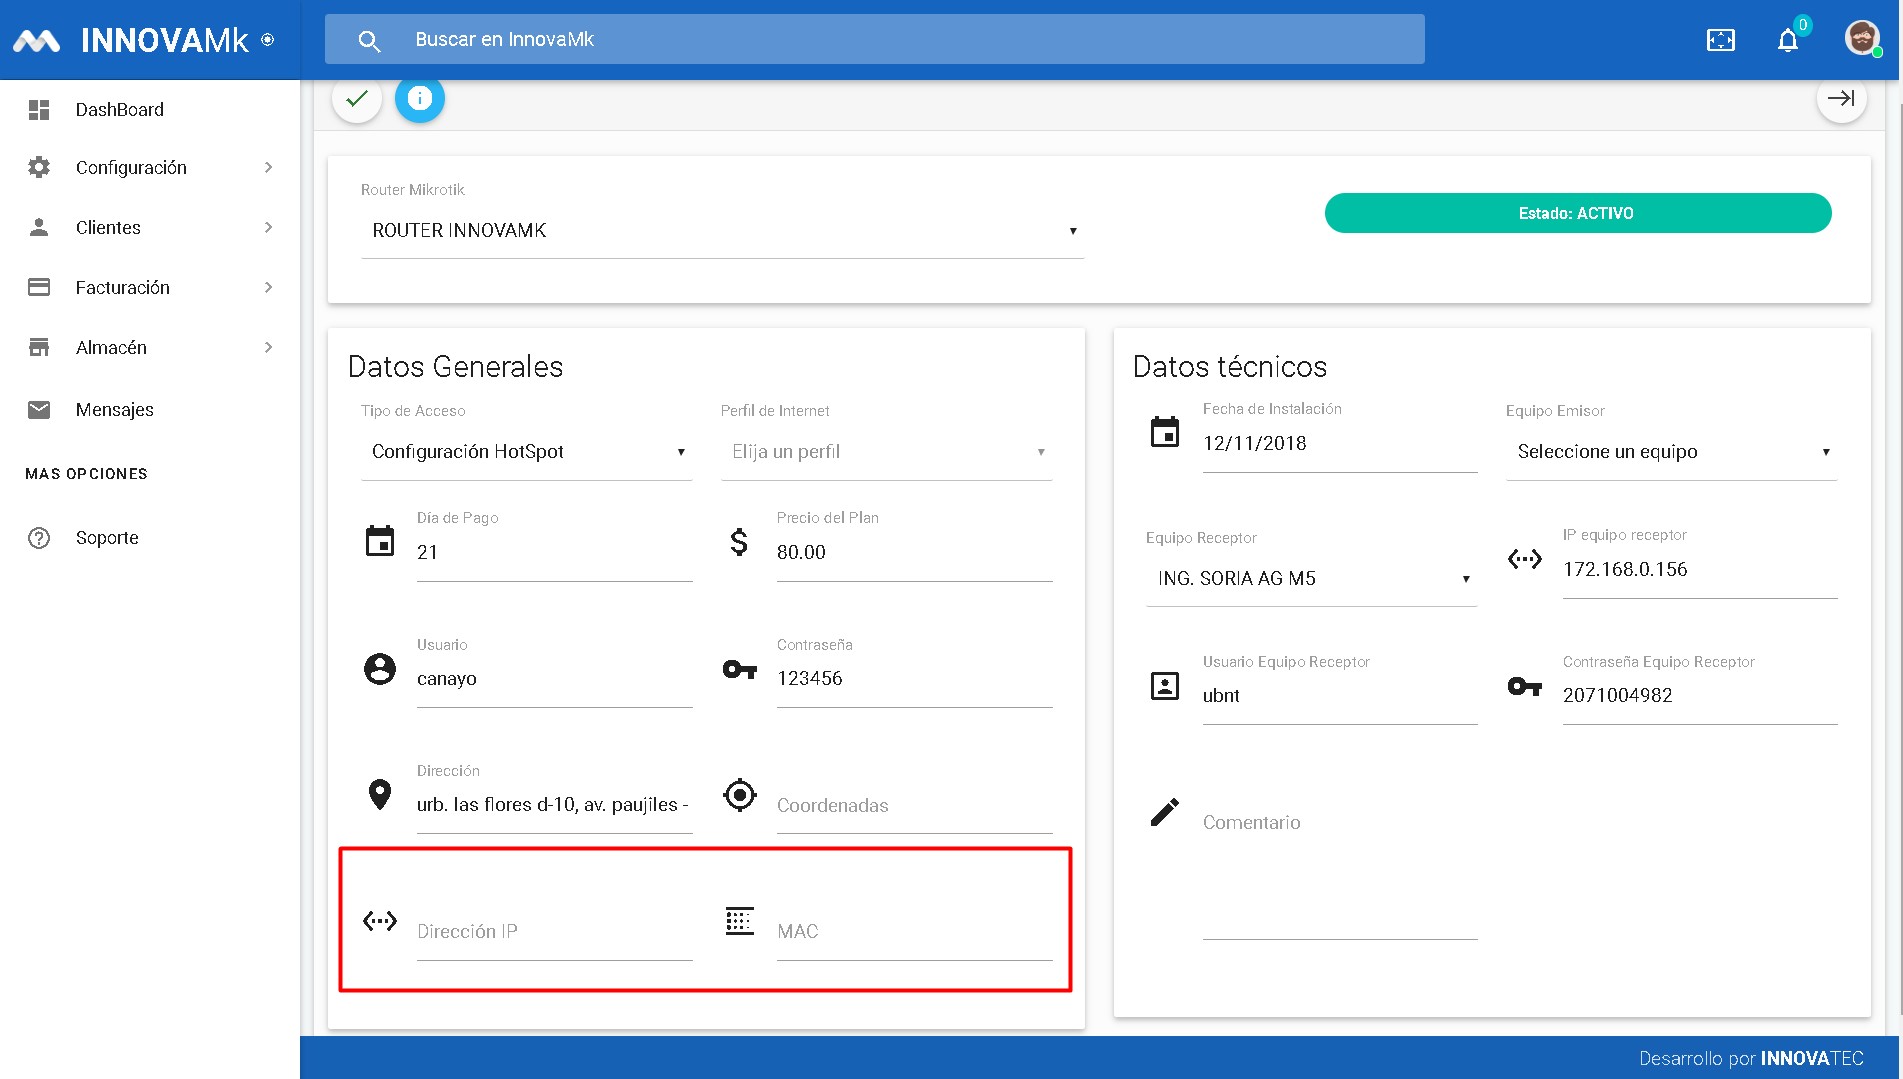 INNOVAMk
Buscar en InnovaMk
0
DashBoard
Configuración
Clientes
Facturación
Almacén
Mensajes
MAS OPCIONES
Soporte
Router Mikrotik
ROUTER INNOVAMK
Estado: ACTIVO
Datos Generales
Tipo de Acceso
Configuración HotSpot
Perfil de Internet
Elija un perfil
Día de Pago
21
Precio del Plan
80.00
Usuario
canayo
Contraseña
123456
Dirección
urb. las flores d-10, av. paujiles -
Coordenadas
Dirección IP
MAC
Datos técnicos
Fecha de Instalación
12/11/2018
Equipo Emisor
Seleccione un equipo
Equipo Receptor
ING. SORIA AG M5
IP equipo receptor
172.168.0.156
Usuario Equipo Receptor
ubnt
Contraseña Equipo Receptor
2071004982
Comentario
Desarrollo por INNOVATEC